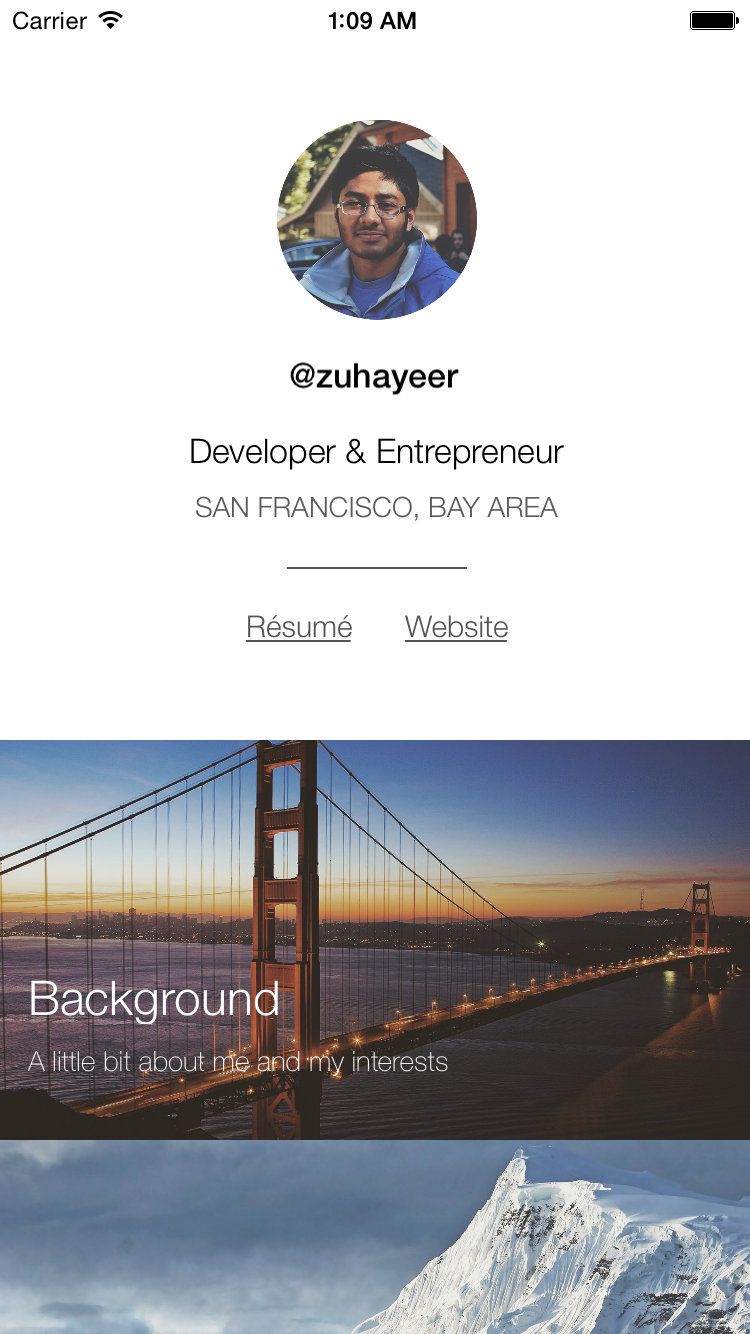 Carrier 1:09 AM
@zuhayeer
Developer & Entrepreneur
SAN FRANCISCO, BAY AREA
Résumé Website
Background
A little bit about me and my interests